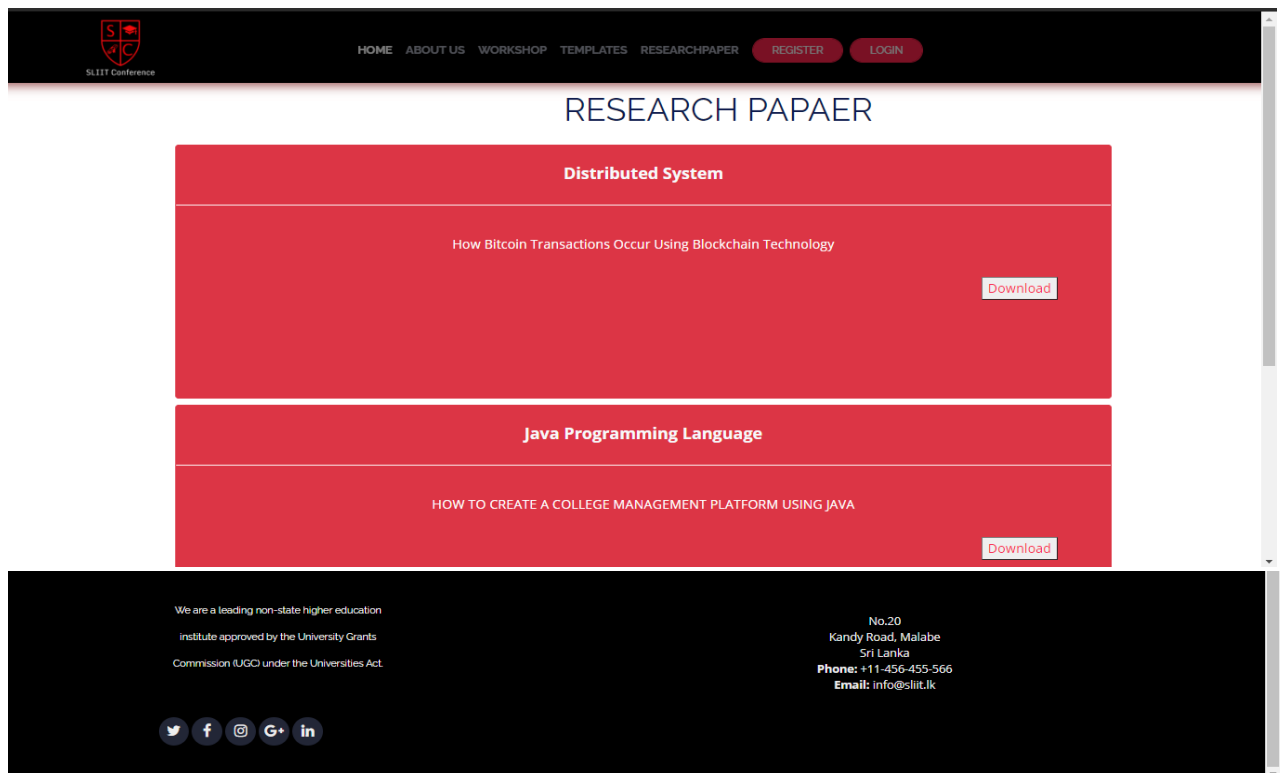 S
C
SLIIT Conference
HOME ABOUT US WORKSHOP TEMPLATES RESEARCHPAPER REGISTER LOGIN
RESEARCH PAPAER
Distributed System
How Bitcoin Transactions Occur Using Blockchain Technology
Download
Java Programming Language
HOW TO CREATE A COLLEGE MANAGEMENT PLATFORM USING JAVA
Download
We are a leading non-state higher education
institute approved by the University Grants
Commission (UGC) under the Universities Act.
No.20
Kandy Road, Malabe
Sri Lanka
Phone: +11-456-455-566
Email: info@sliit.lk